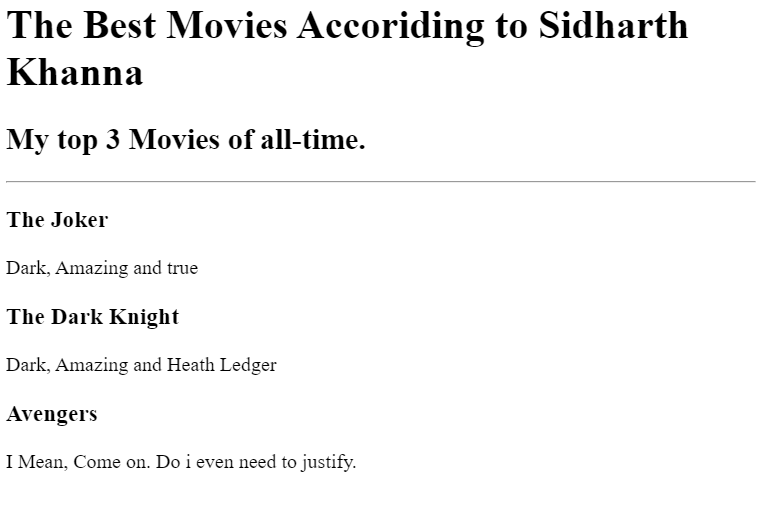 The Best Movies Accoriding to Sidharth
Khanna
My top 3 Movies of all-time.
The Joker
Dark, Amazing and true
The Dark Knight
Dark, Amazing and Heath Ledger
Avengers
I Mean, Come on. Do i even need to justify.